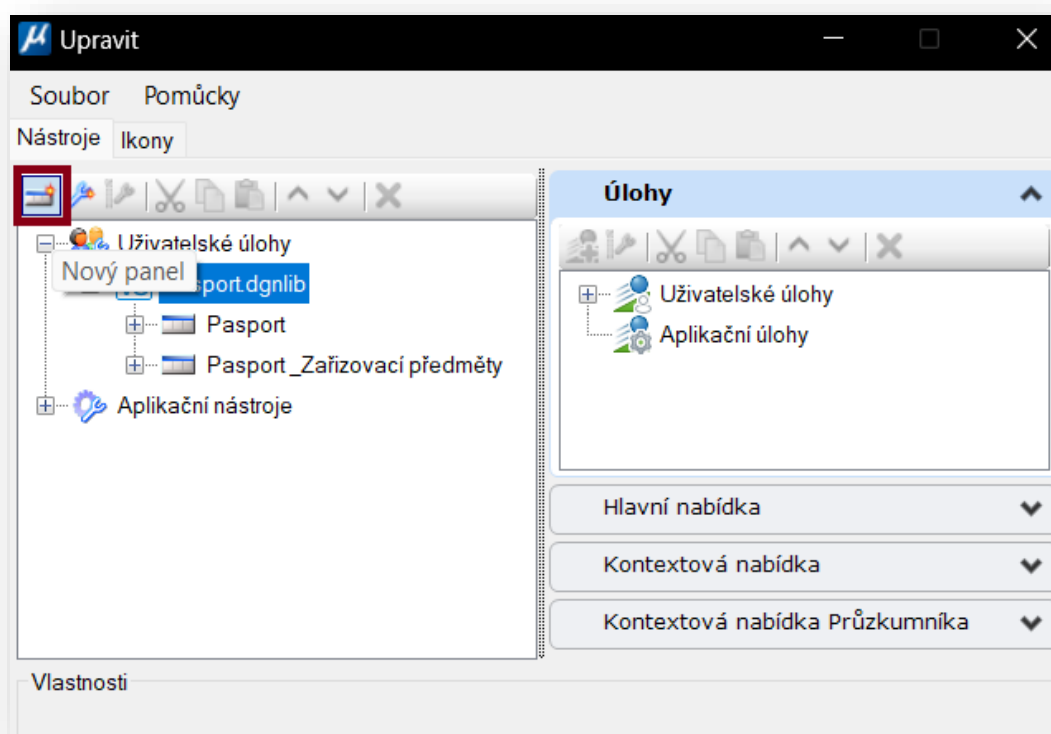 Upravit
Soubor Pomůcky
Nástroje Ikony
Úlohy
Uživatelské úlohy
Nový panel
sport.dgnlib
Pasport
Pasport _Zařizovací předměty
Aplikační nástroje
Uživatelské úlohy
Aplikační úlohy
Hlavní nabídka
Kontextová nabídka
Kontextová nabídka Průzkumníka
Vlastnosti